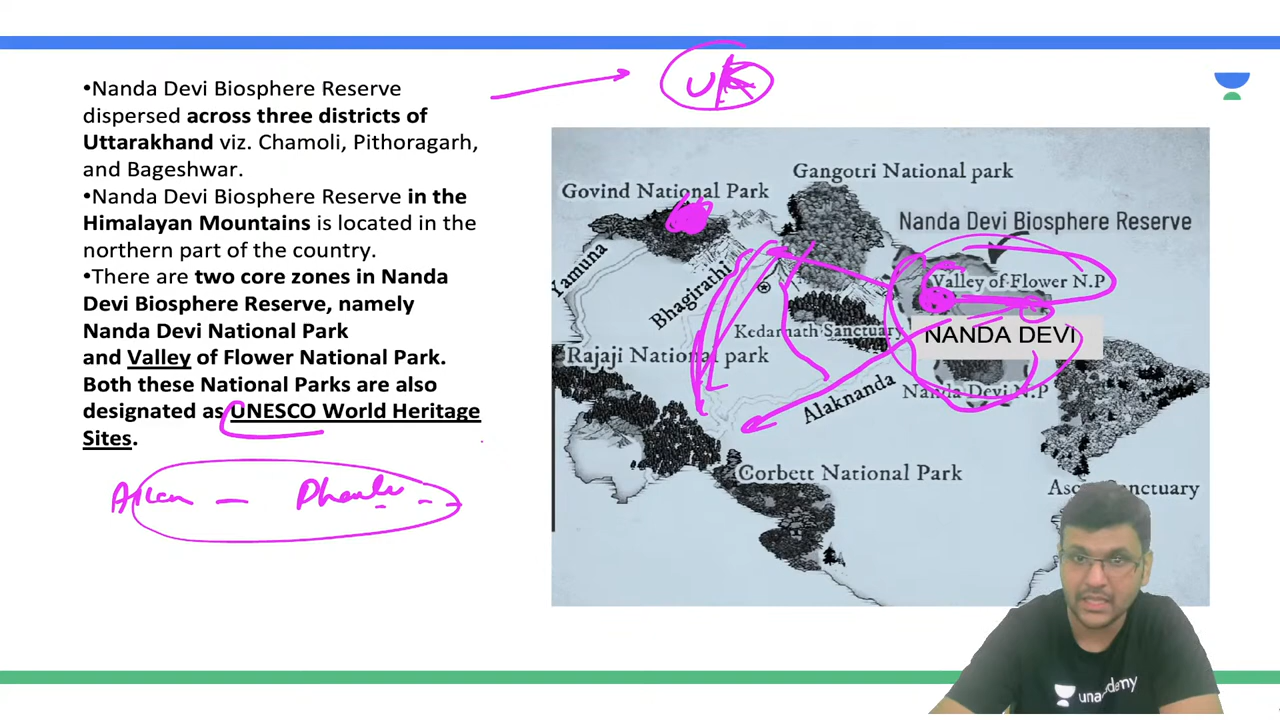 UK
•Nanda Devi Biosphere Reserve
dispersed across three districts of
Uttarakhand viz. Chamoli, Pithoragarh,
and Bageshwar.
•Nanda Devi Biosphere Reserve in the
Himalayan Mountains is located in the
northern part of the country.
•There are two core zones in Nanda
Devi Biosphere Reserve, namely
Nanda Devi National Park
and Valley of Flower National Park.
Both these National Parks are also
designated as UNESCO World Heritage
Sites.
Gangotri National park
Govind National Park
Nanda Devi Biosphere Reserve
Yamuna
Bhagirathi
Valley of Flower N.P
Kedarnath Sanctuary
NANDA DEVI
Rajaji National park
Alaknanda
Nanda Devi N.P
Corbett National Park
Sanctuary
unacademy